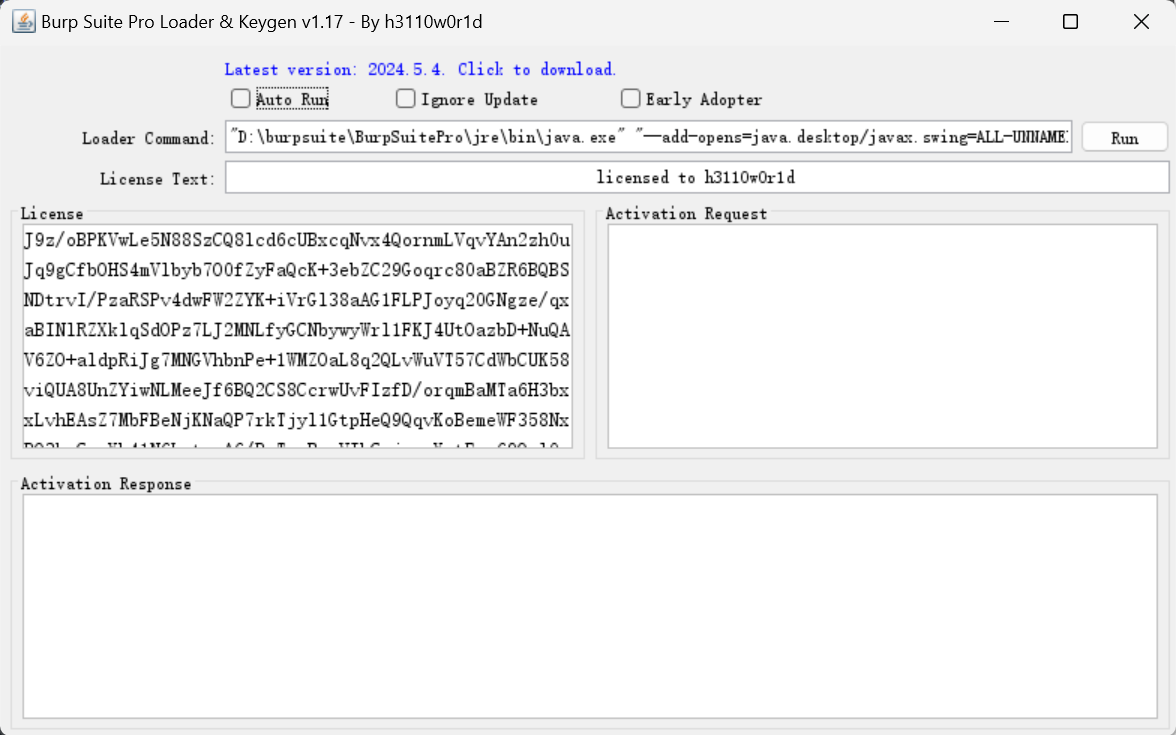 Burp Suite Pro Loader & Keygen v1.17 - By h3110w0r1d
Latest version: 2024.5.4. Click to download.
Auto Run Ignore Update Early Adopter
Loader Command: "D:\burpsuite\BurpSuitePro\jre\bin\java.exe" "--add-opens=java.desktop/javax.swing=ALL-UNNAME
Run
License Text: licensed to h3110w0r1d
License
J9z/oBPKVwLe5N88SzCQ8lcd6cUBxcqNvx4QornmLVqvYAn2zh0u
Jq9gCfbOHS4mVlbyb7O0fZyFaQcK+3ebZC29Goqrc80aBZR6BQBS
NDtrvI/PzaRSPv4dwFW2ZYK+iVrGl38aAG1FLPJoyq20GNgze/qx
aBINlRZXklqSdOPz7LJ2MNLfyGCNbywyWrl1FKJ4UtOazbD+NuQA
V6ZO+aldpRiJg7MNGVhbnPe+1WMZOaL8q2QLvWuVT57CdWbCUK58
viQUA8UnZYiwNLMeeJf6BQ2CS8CcrwUvFIzfD/orqmBaMTa6H3bx
xLvhEAsZ7MbFBeNjKNaQP7rkTjyl1GtpHeQ9QqvKoBemeWF358Nx
Activation Request
Activation Response